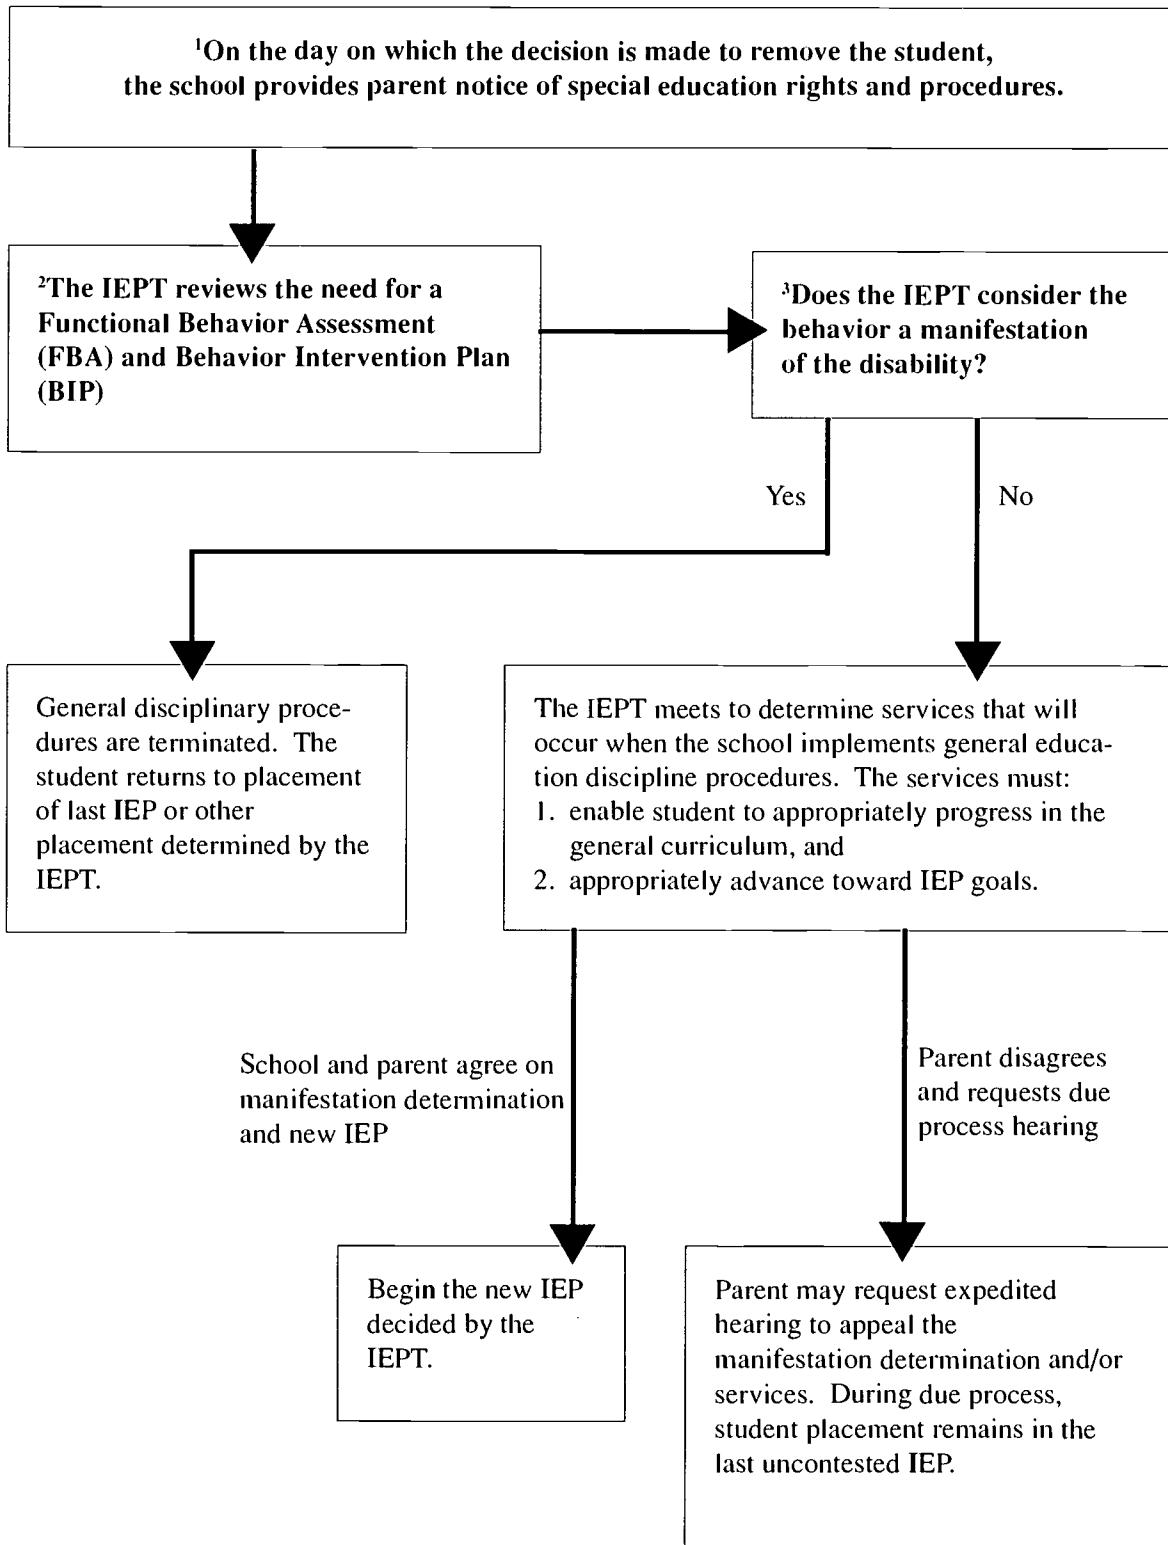 ¹On the day on which the decision is made to remove the student,
the school provides parent notice of special education rights and procedures.
²The IEPT reviews the need for a
Functional Behavior Assessment
(FBA) and Behavior Intervention Plan
(BIP)
³Does the IEPT consider the
behavior a manifestation
of the disability?
Yes
No
General disciplinary proce-
dures are terminated. The
student returns to placement
of last IEP or other
placement determined by the
IEPT.
The IEPT meets to determine services that will
occur when the school implements general educa-
tion discipline procedures. The services must:
1. enable student to appropriately progress in the
general curriculum, and
2. appropriately advance toward IEP goals.
School and parent agree on
manifestation determination
and new IEP
Parent disagrees
and requests due
process hearing
Begin the new IEP
decided by the
IEPT.
Parent may request expedited
hearing to appeal the
manifestation determination and/or
services. During due process,
student placement remains in the
last uncontested IEP.